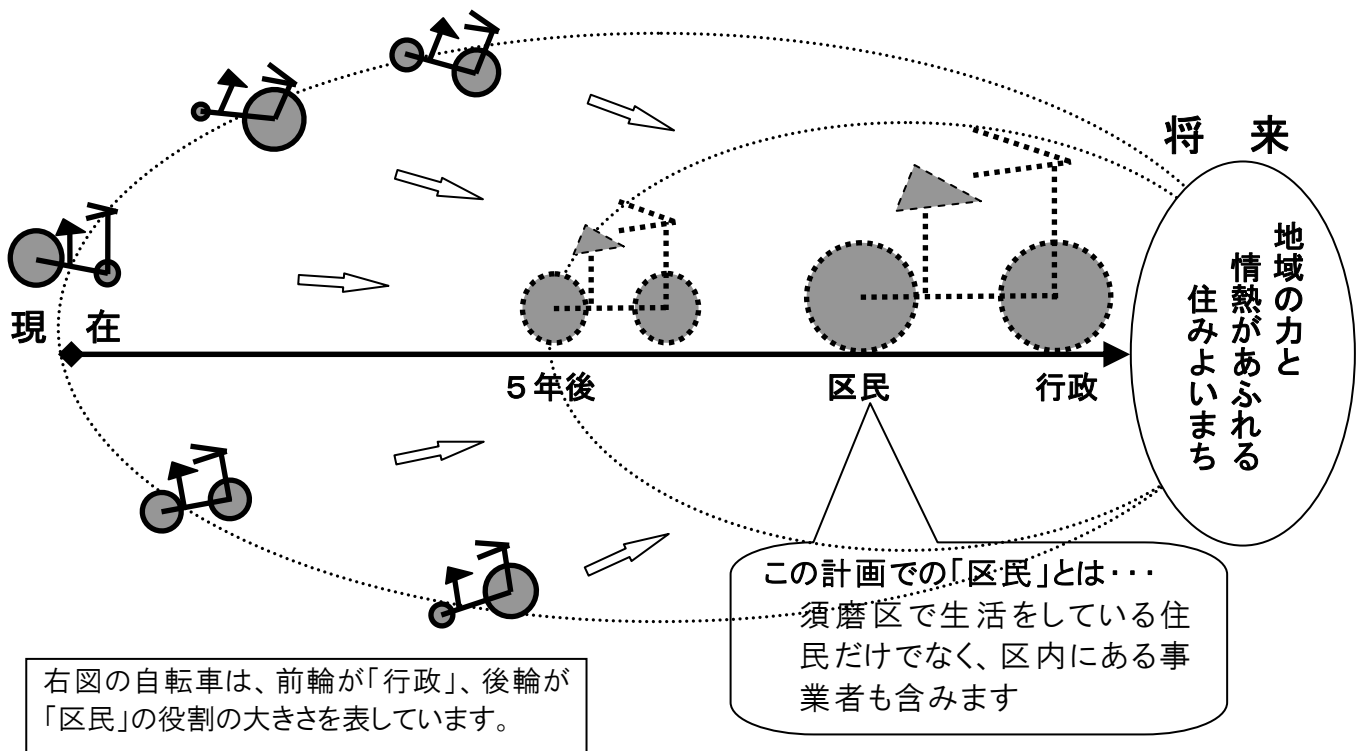 将　来
地域の力と
情熱があふれる
住みよいまち
現　在
５年後
区民
行政
この計画での「区民」とは・・・
須磨区で生活をしている住
民だけでなく、区内にある事
業者も含みます
右図の自転車は、前輪が「行政」、後輪が
「区民」の役割の大きさを表しています。